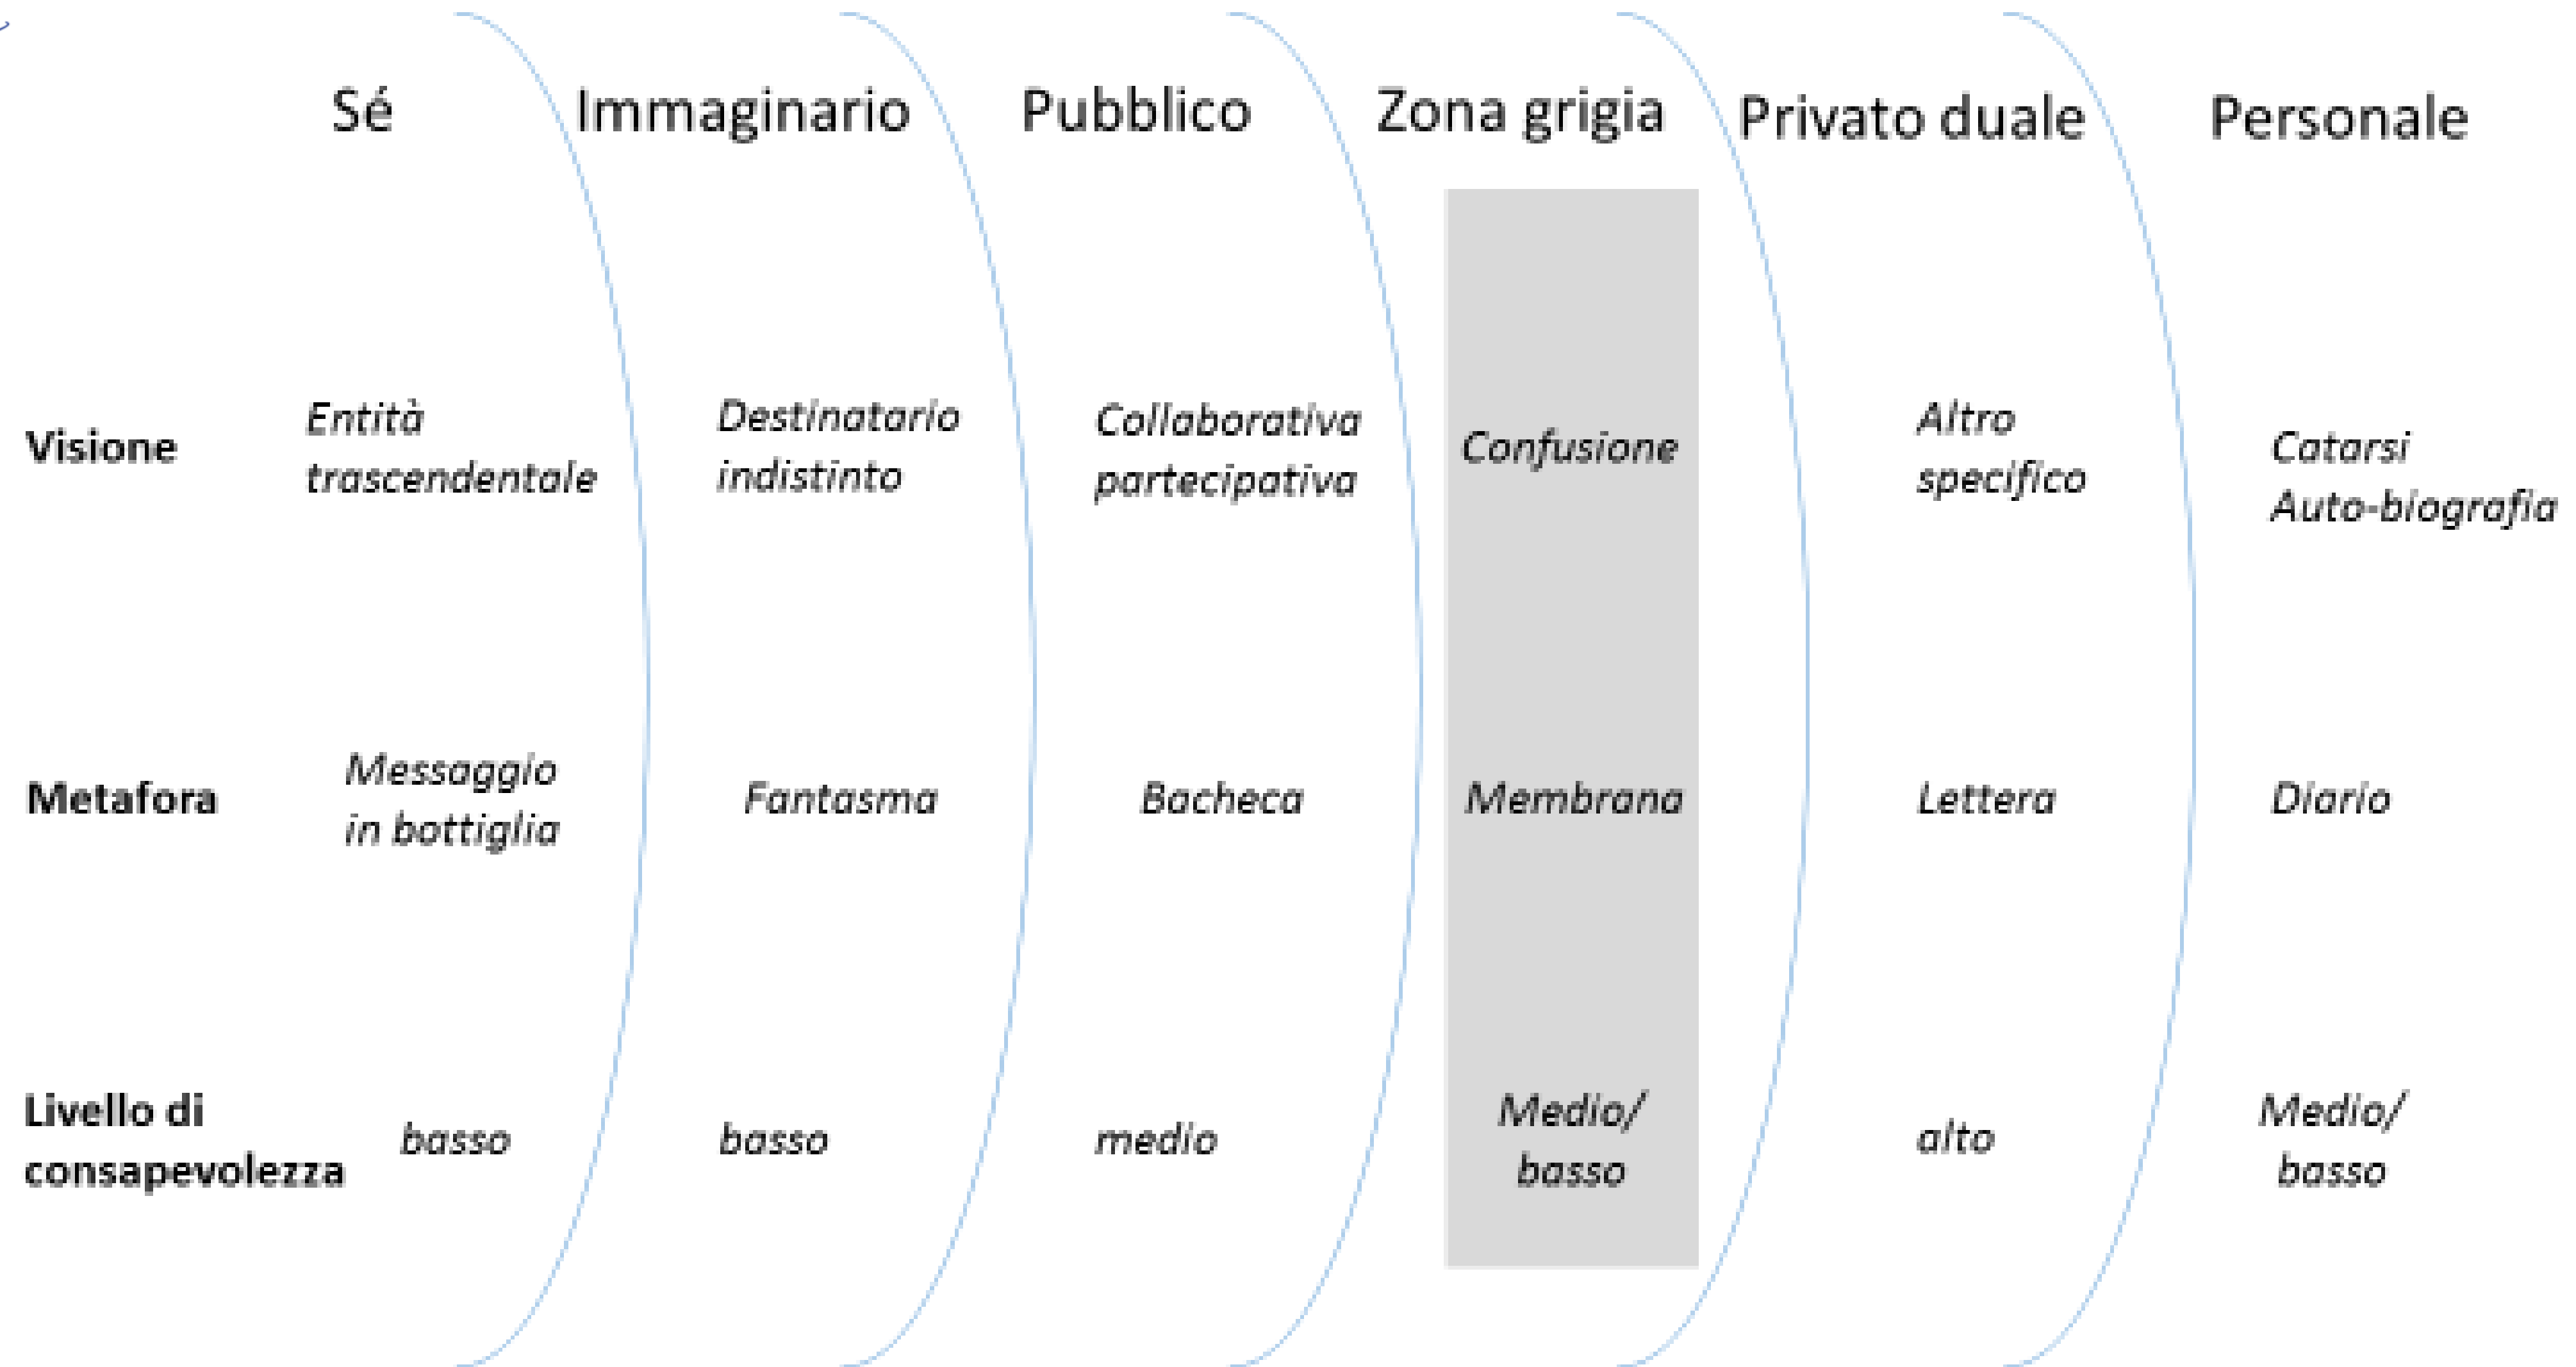 Sé Immaginario Pubblico Zona grigia Privato duale Personale
Entità Destinatario Collaborativa Altro
Visione Confusione Catarsi
trascendentale indistinto partecipativa specifico
Auto-biografia
Messaggio
Metafora Fantasma Bacheca Membrana Lettera Diario
in bottiglia
Livello di Medio/ Medio/
basso basso medio alto
consapevolezza basso basso